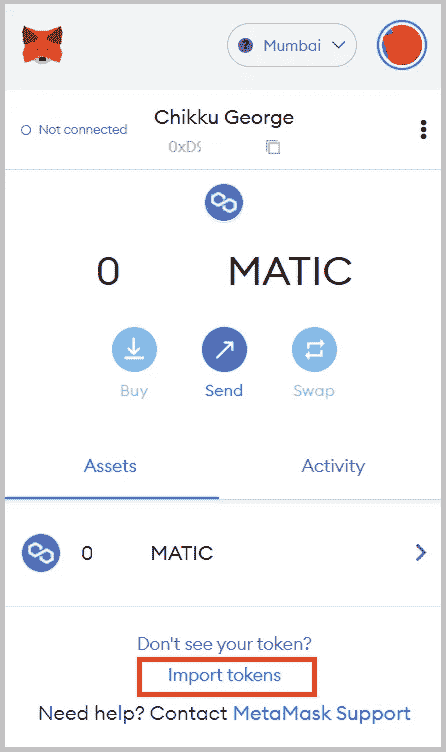 Mumbai
Not connected
Chikku George
0xDS
0 MATIC
Buy Send Swap
Assets Activity
0 MATIC
Don't see your token?
Import tokens
Need help? Contact MetaMask Support